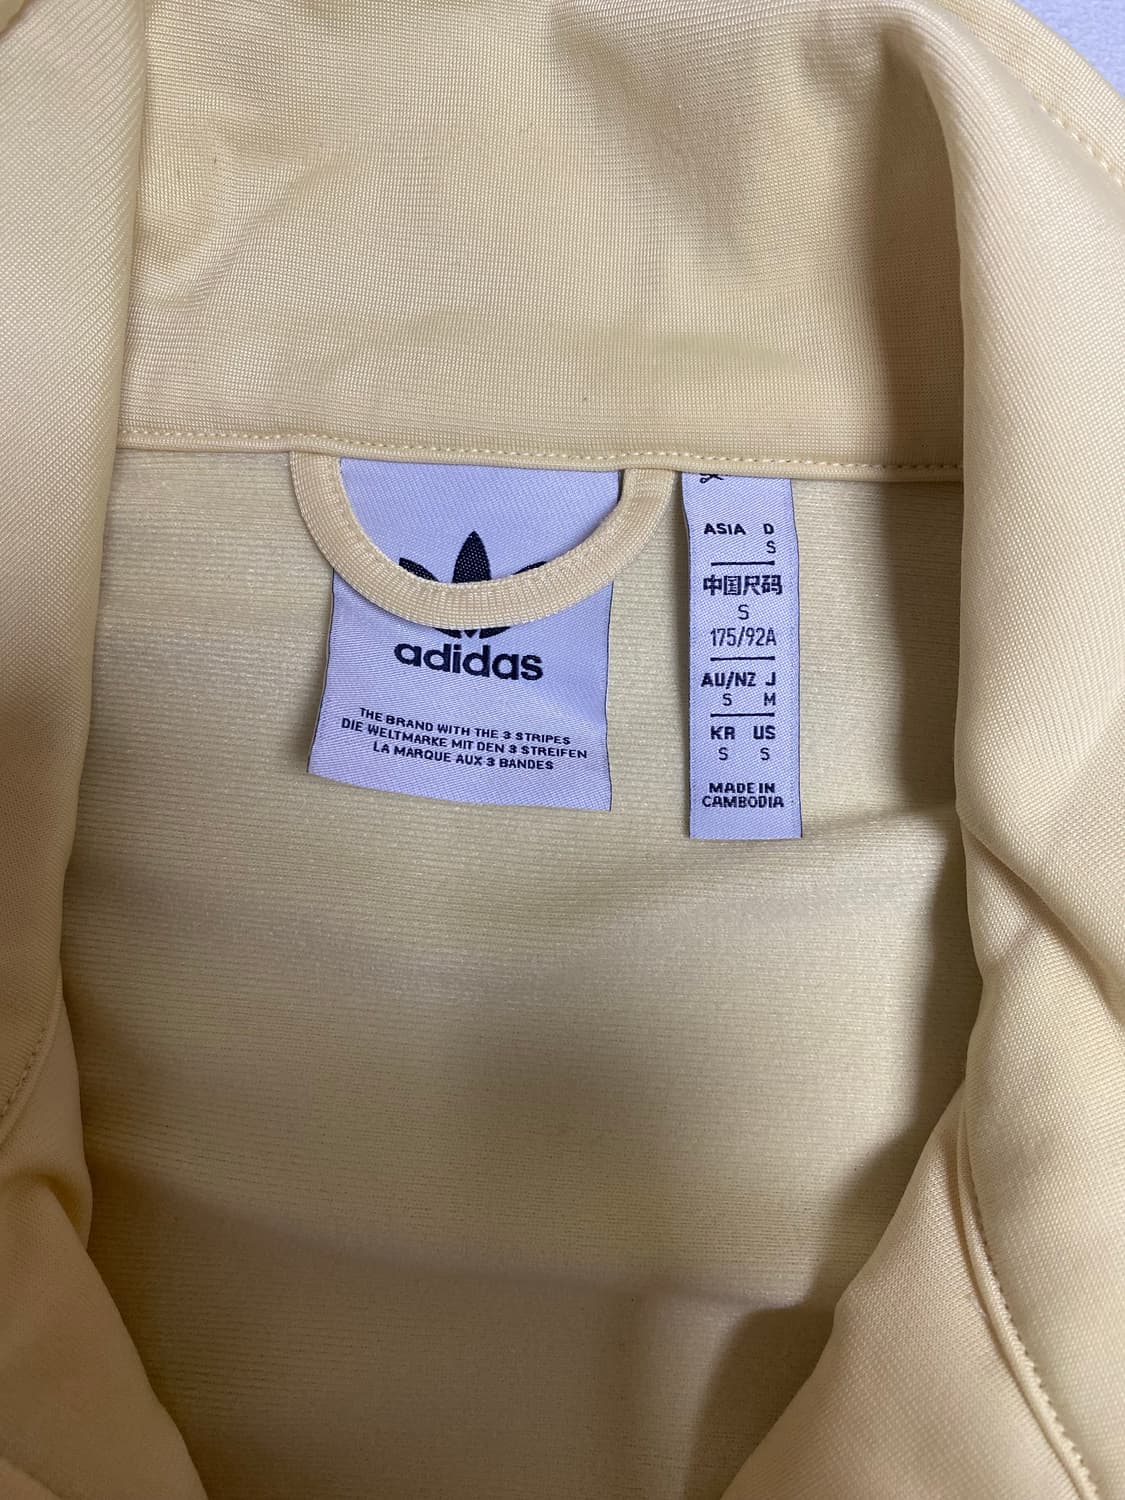 adidas
THE BRAND WITH THE 3 STRIPES
DIE WELTMARKE MIT DEN 3 STREIFEN
LA MARQUE AUX 3 BANDES
ASIA D
S
中国尺码
S
175/92A
AU/NZ J
S M
KR US
S S
MADE IN
CAMBODIA